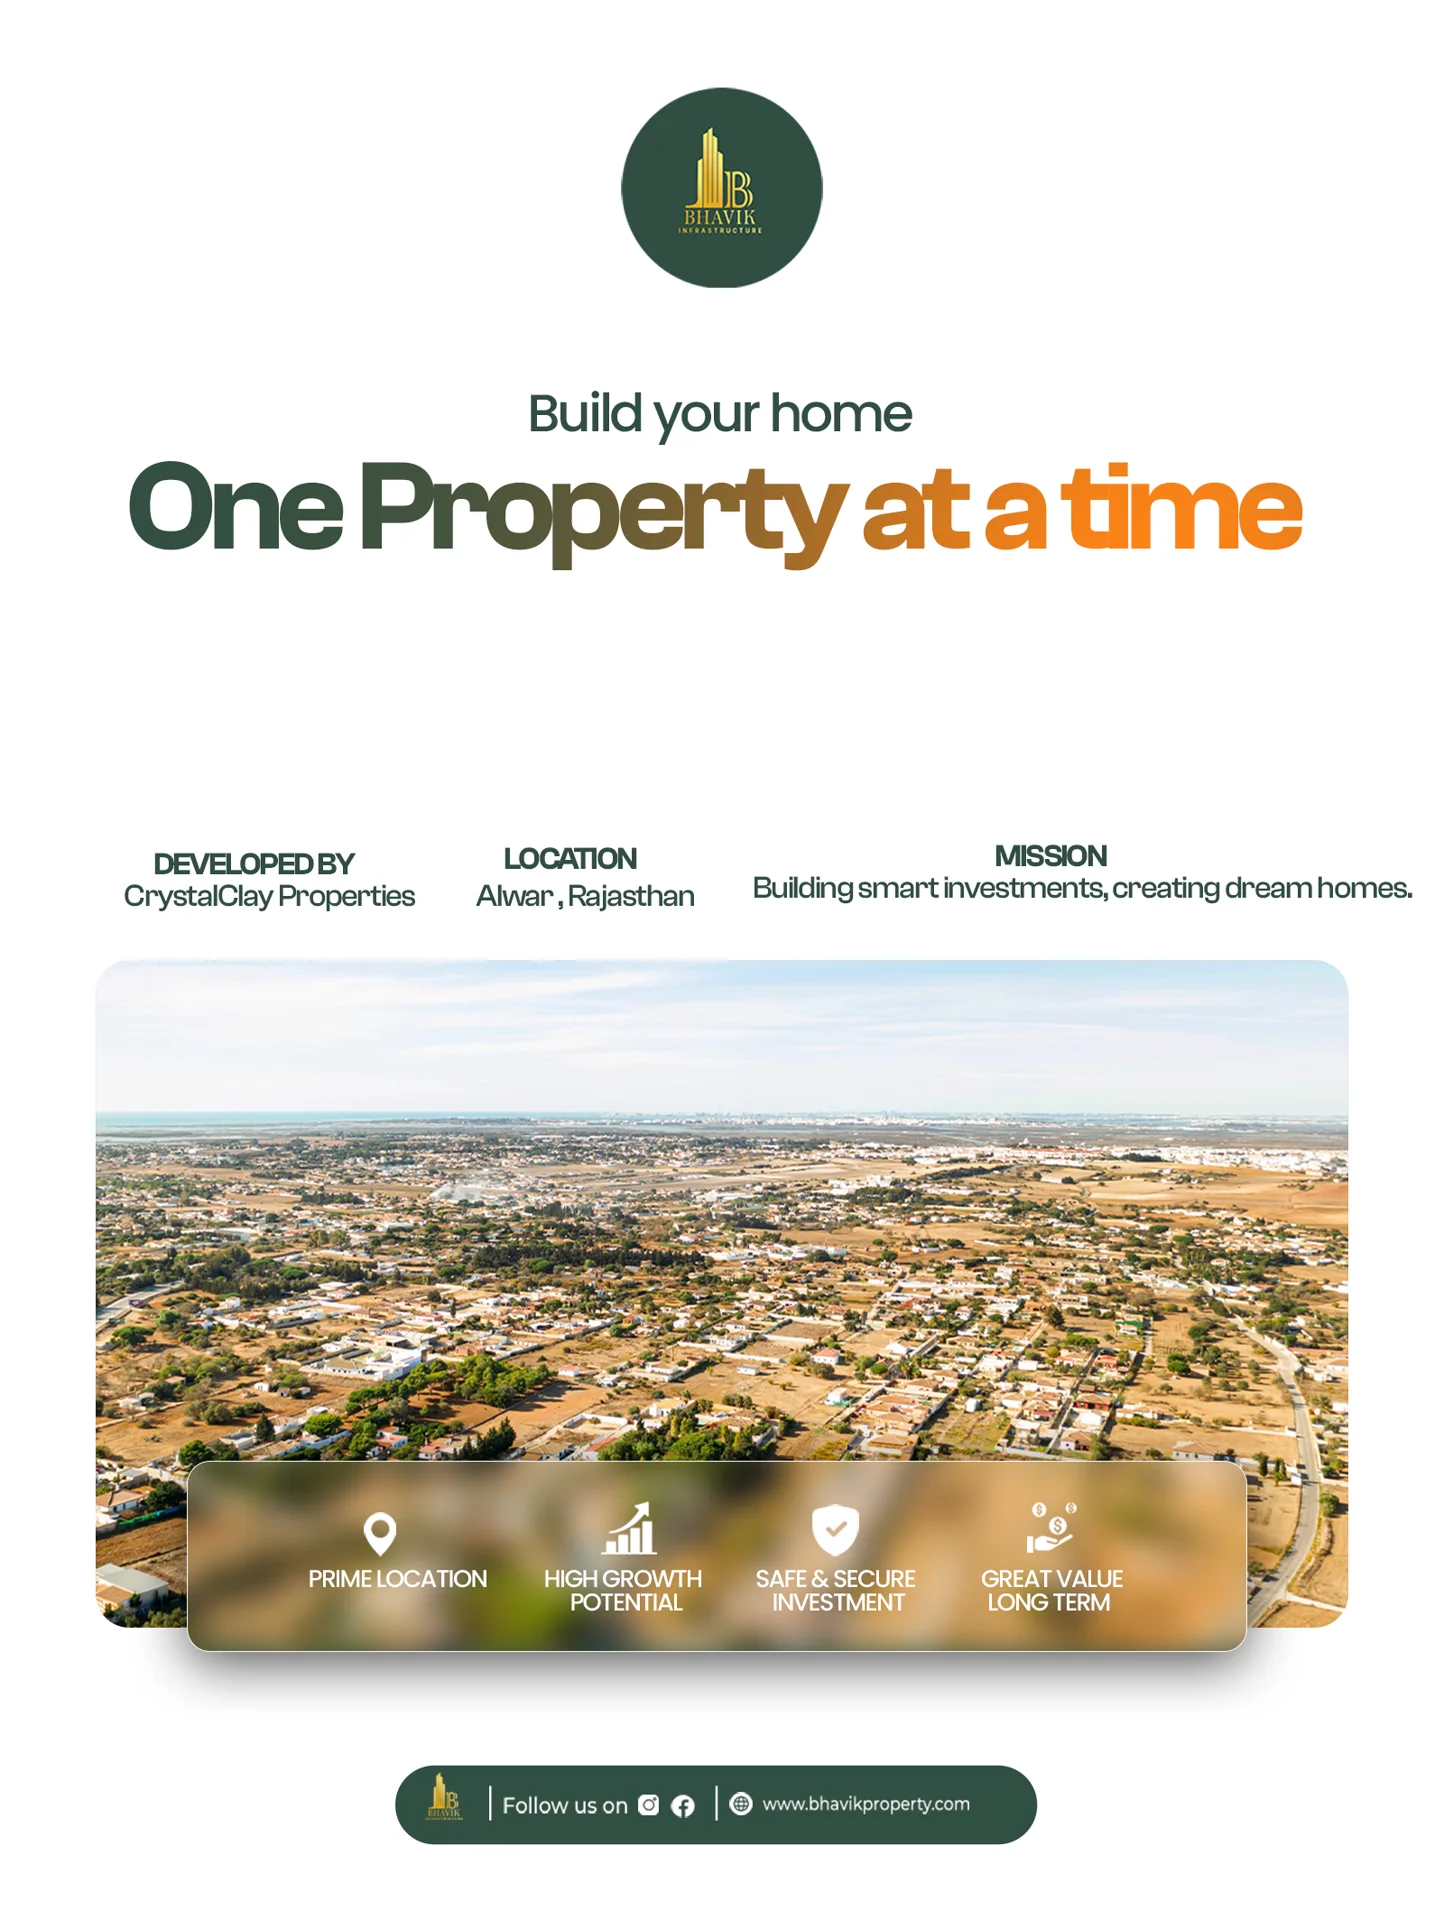 BHAVIK
INFRASTRUCTURE
Build your home
One Property at a time
DEVELOPED BY
CrystalClay Properties
LOCATION
Alwar , Rajasthan
MISSION
Building smart investments, creating dream homes.
PRIME LOCATION
HIGH GROWTH
POTENTIAL
SAFE & SECURE
INVESTMENT
GREAT VALUE
LONG TERM
BHAVIK
INFRASTRUCTURE
Follow us on
www.bhavikproperty.com